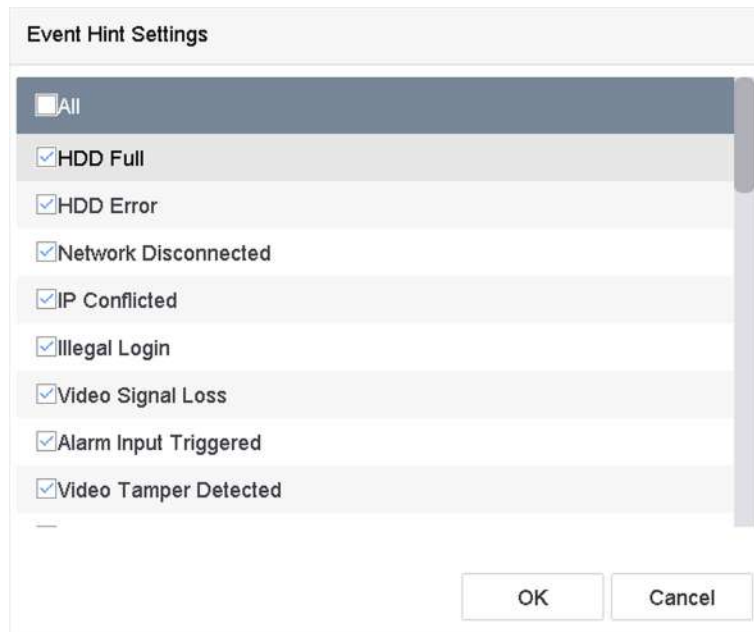 Event Hint Settings
All
HDD Full
HDD Error
Network Disconnected
IP Conflicted
Illegal Login
Video Signal Loss
Alarm Input Triggered
Video Tamper Detected
OK Cancel